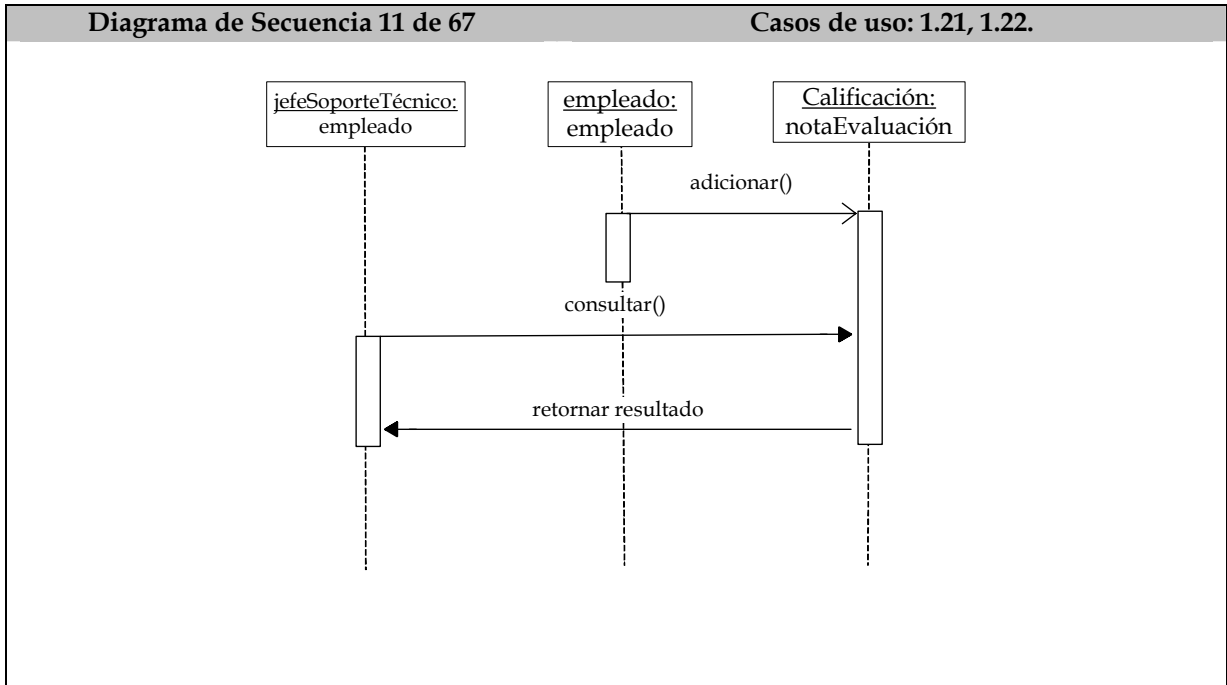 Diagrama de Secuencia 11 de 67
Casos de uso: 1.21, 1.22.
jefeSoporteTécnico:
empleado
empleado:
empleado
Calificación:
notaEvaluación
adicionar()
consultar()
retornar resultado